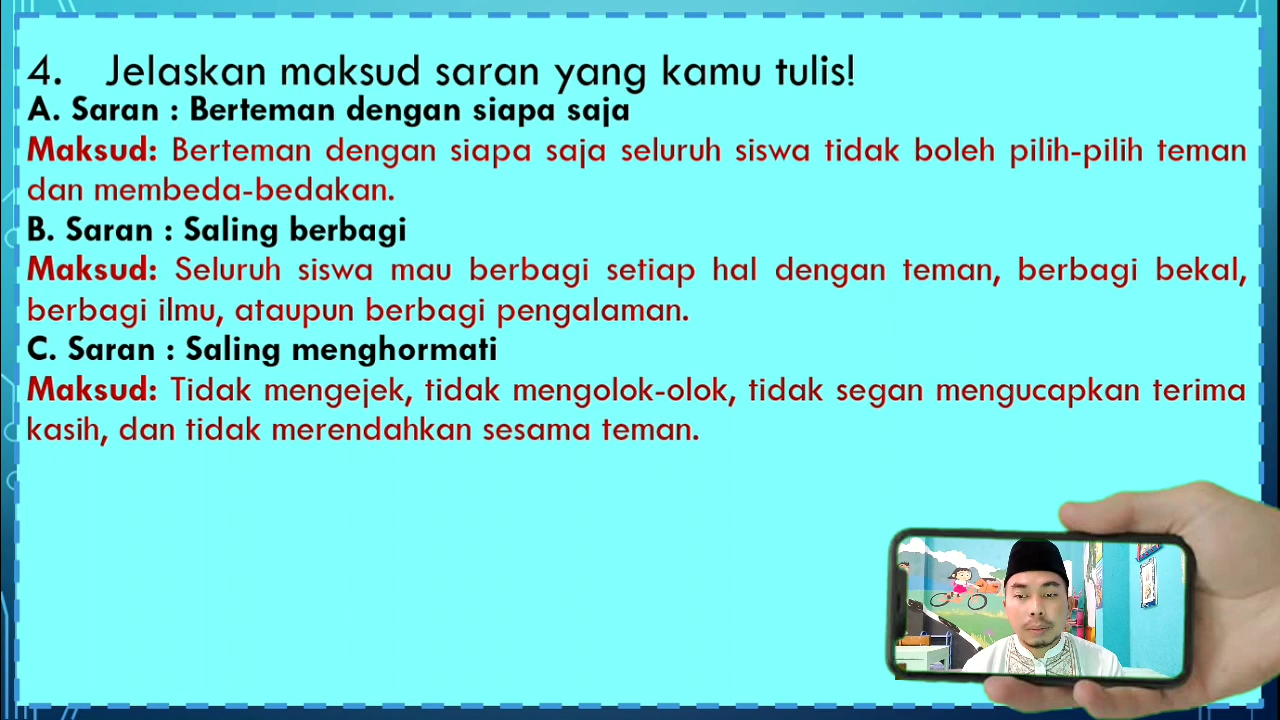 4. Jelaskan maksud saran yang kamu tulis!
A. Saran : Berteman dengan siapa saja
Maksud: Berteman dengan siapa saja seluruh siswa tidak boleh pilih-pilih teman
dan membeda-bedakan.
B. Saran : Saling berbagi
Maksud: Seluruh siswa mau berbagi setiap hal dengan teman, berbagi bekal,
berbagi ilmu, ataupun berbagi pengalaman.
C. Saran : Saling menghormati
Maksud: Tidak mengejek, tidak mengolok-olok, tidak segan mengucapkan terima
kasih, dan tidak merendahkan sesama teman.